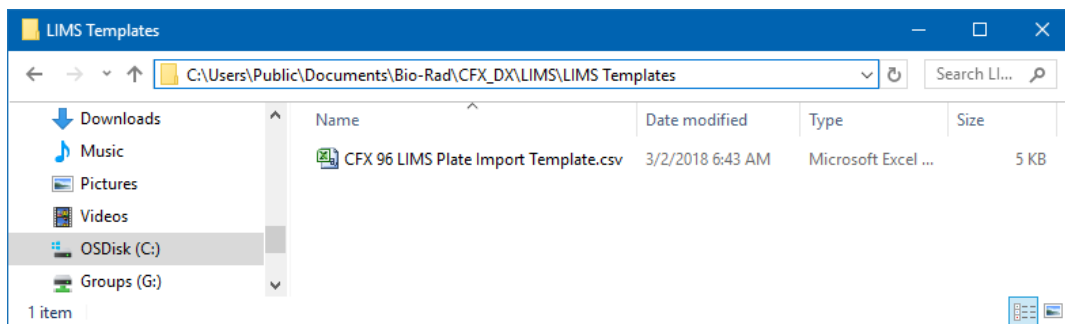 LIMS Templates
C:\Users\Public\Documents\Bio-Rad\CFX_DX\LIMS\LIMS Templates
Search LI...
Downloads
Name Date modified Type Size
Music
CFX 96 LIMS Plate Import Template.csv 3/2/2018 6:43 AM Microsoft Excel ... 5 KB
Pictures
Videos
OSDisk (C:)
Groups (G:)
1 item